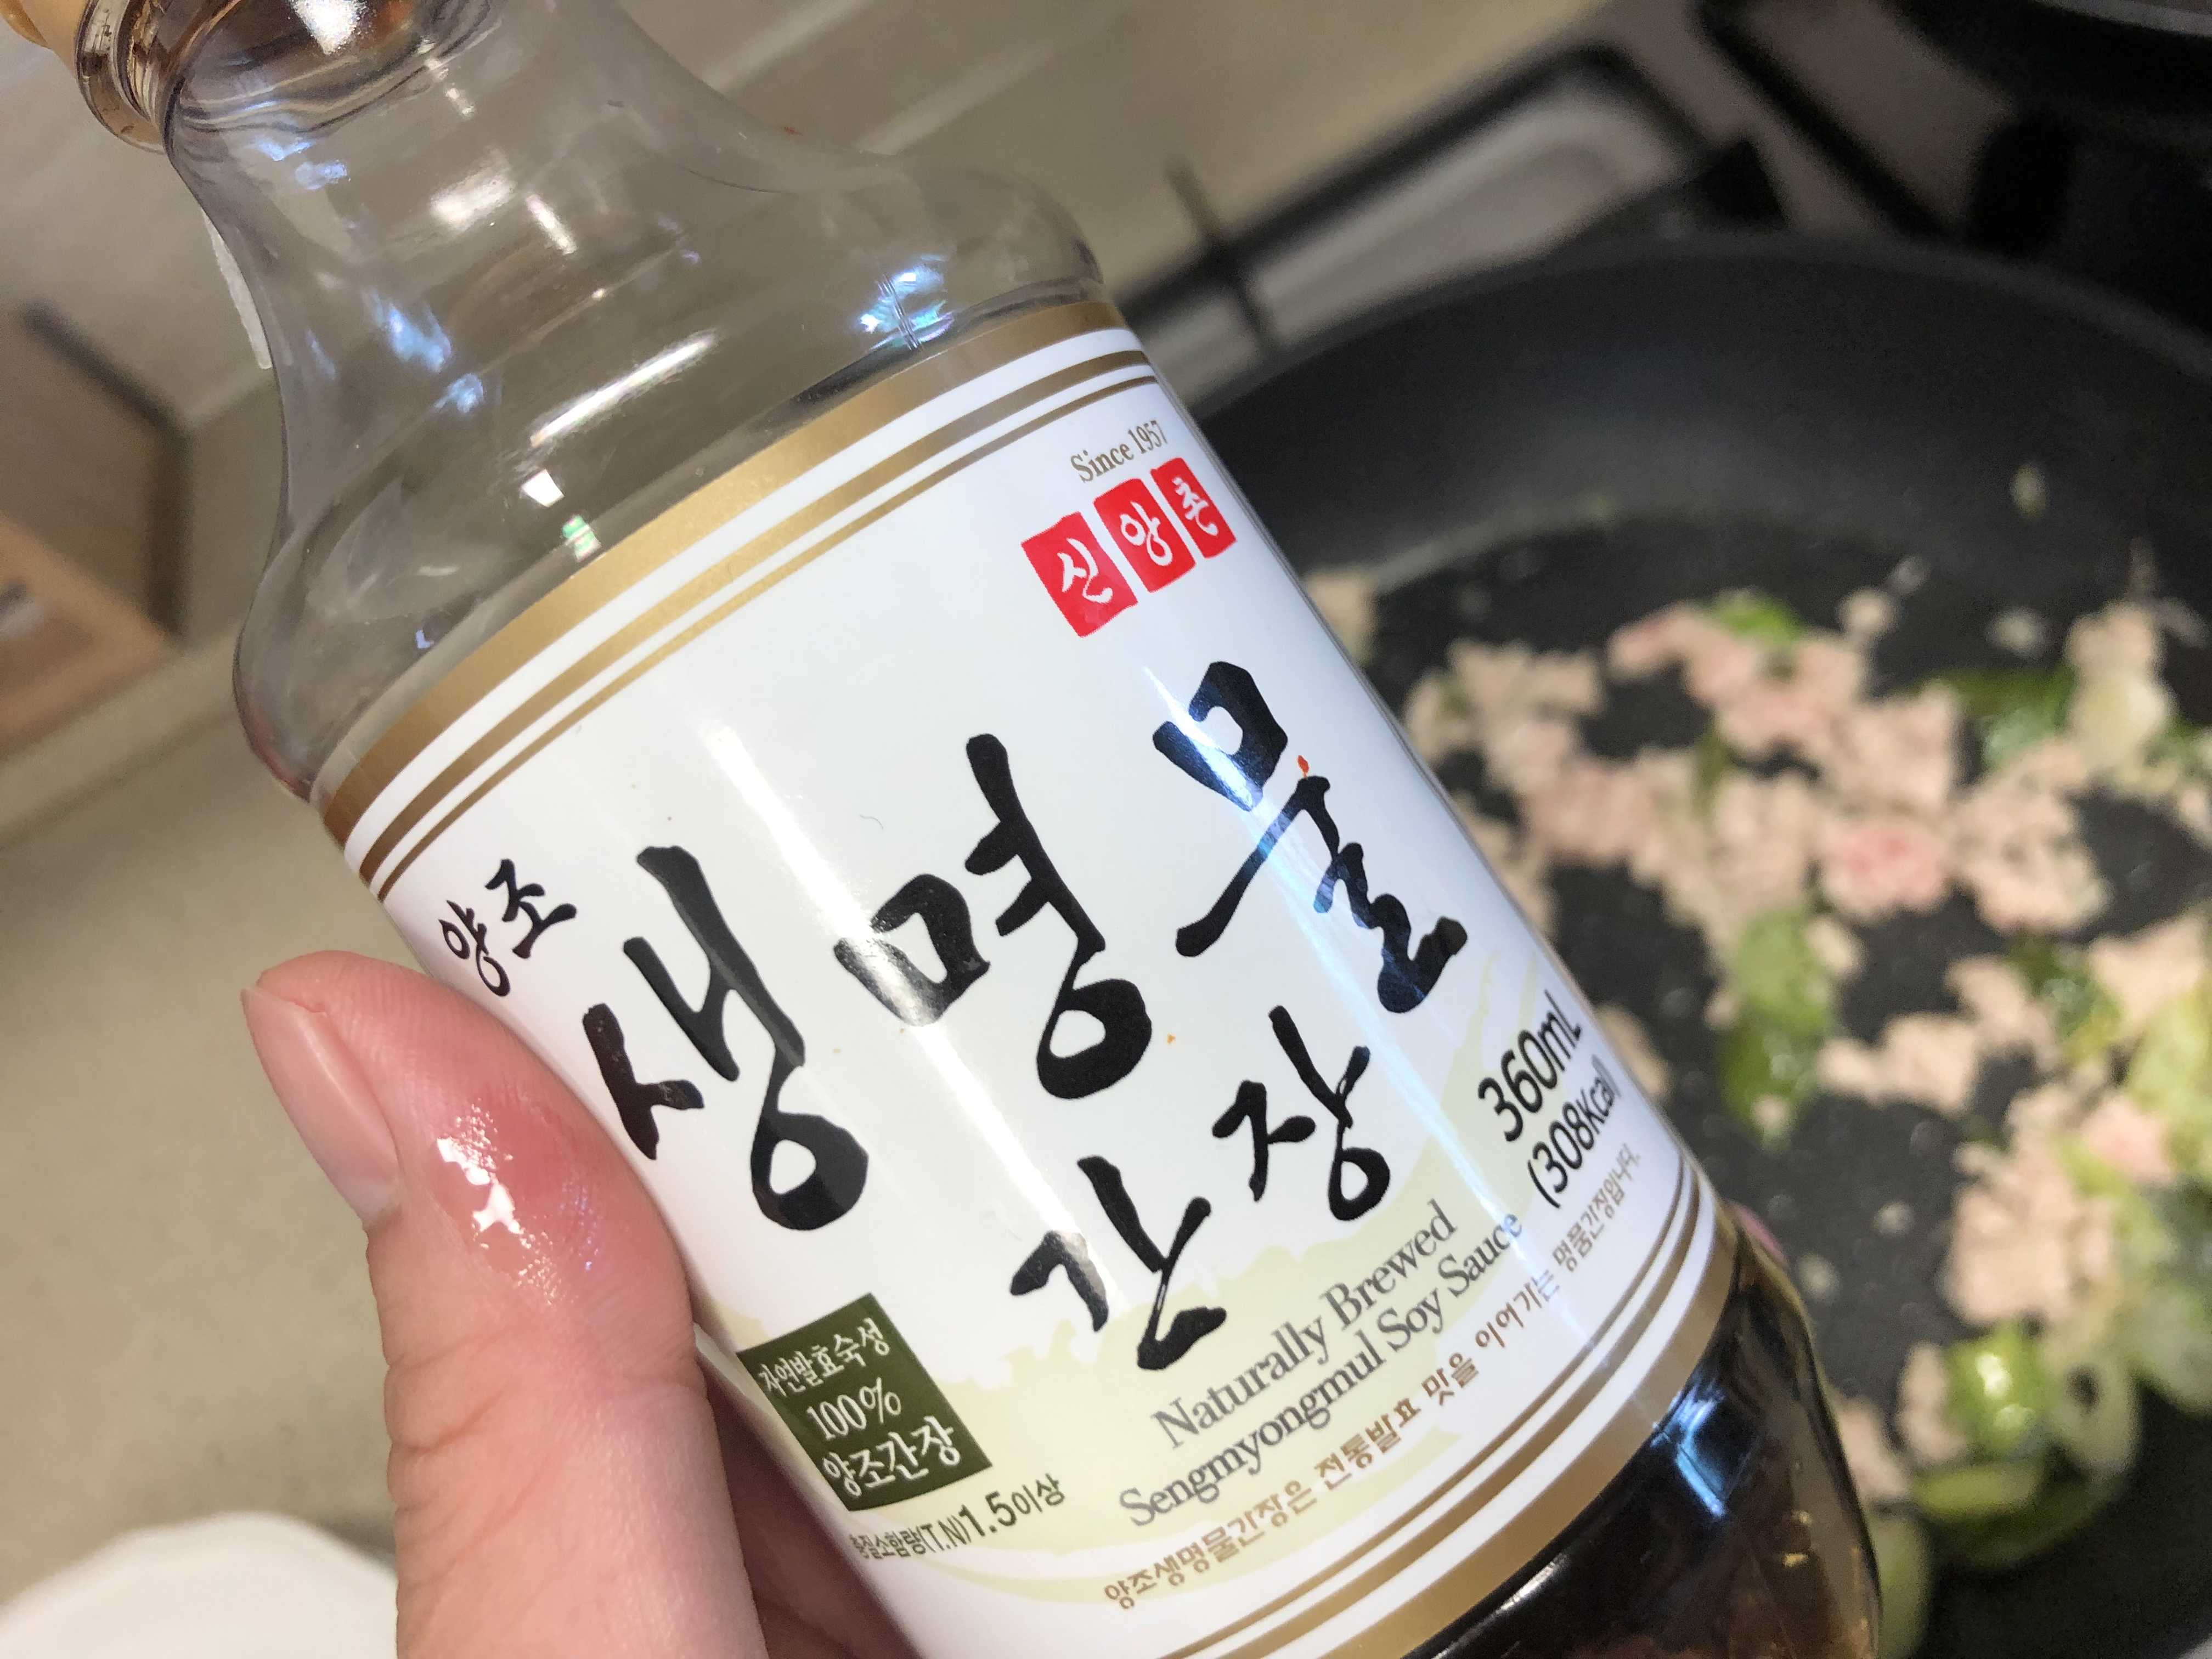 Since 1957
신앙촌
양조
생명물
간장
360mL
(308Kcal)
자연발효숙성
100%
양조간장
총질소함량(T.N)1.5이상
Naturally Brewed
Sengmyongmul Soy Sauce
양조생명물간장은 전통발효 맛을 이어가는 명품간장입니다.